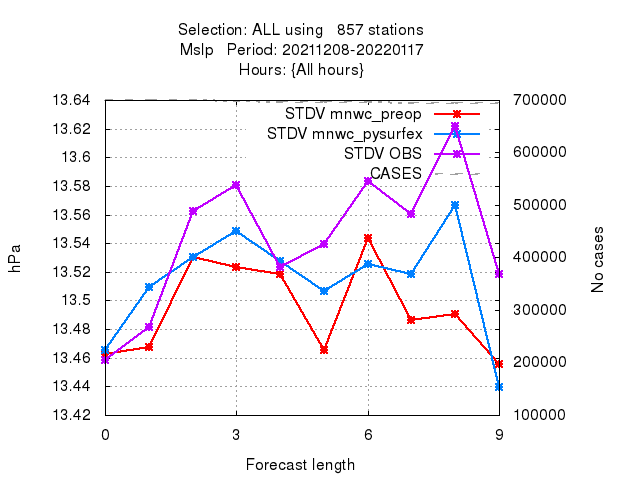 Selection: ALL using   857 stations
Mslp   Period: 20211208-20220117
Hours: {All hours}
STDV mnwc_preop
STDV mnwc_pysurfex
STDV OBS
CASES
13.64
13.62
13.6
13.58
13.56
13.54
13.52
13.5
13.48
13.46
13.44
13.42
700000
600000
500000
400000
300000
200000
100000
hPa
No cases
0 3 6 9
Forecast length